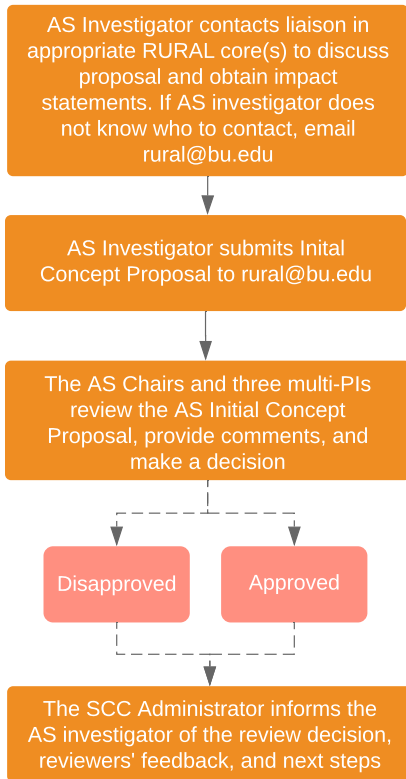 AS Investigator contacts liaison in
appropriate RURAL core(s) to discuss
proposal and obtain impact
statements. If AS investigator does
not know who to contact, email
rural@bu.edu
AS Investigator submits Inital
Concept Proposal to rural@bu.edu
The AS Chairs and three multi-PIs
review the AS Initial Concept
Proposal, provide comments, and
make a decision
Disapproved
Approved
The SCC Administrator informs the
AS investigator of the review decision,
reviewers' feedback, and next steps